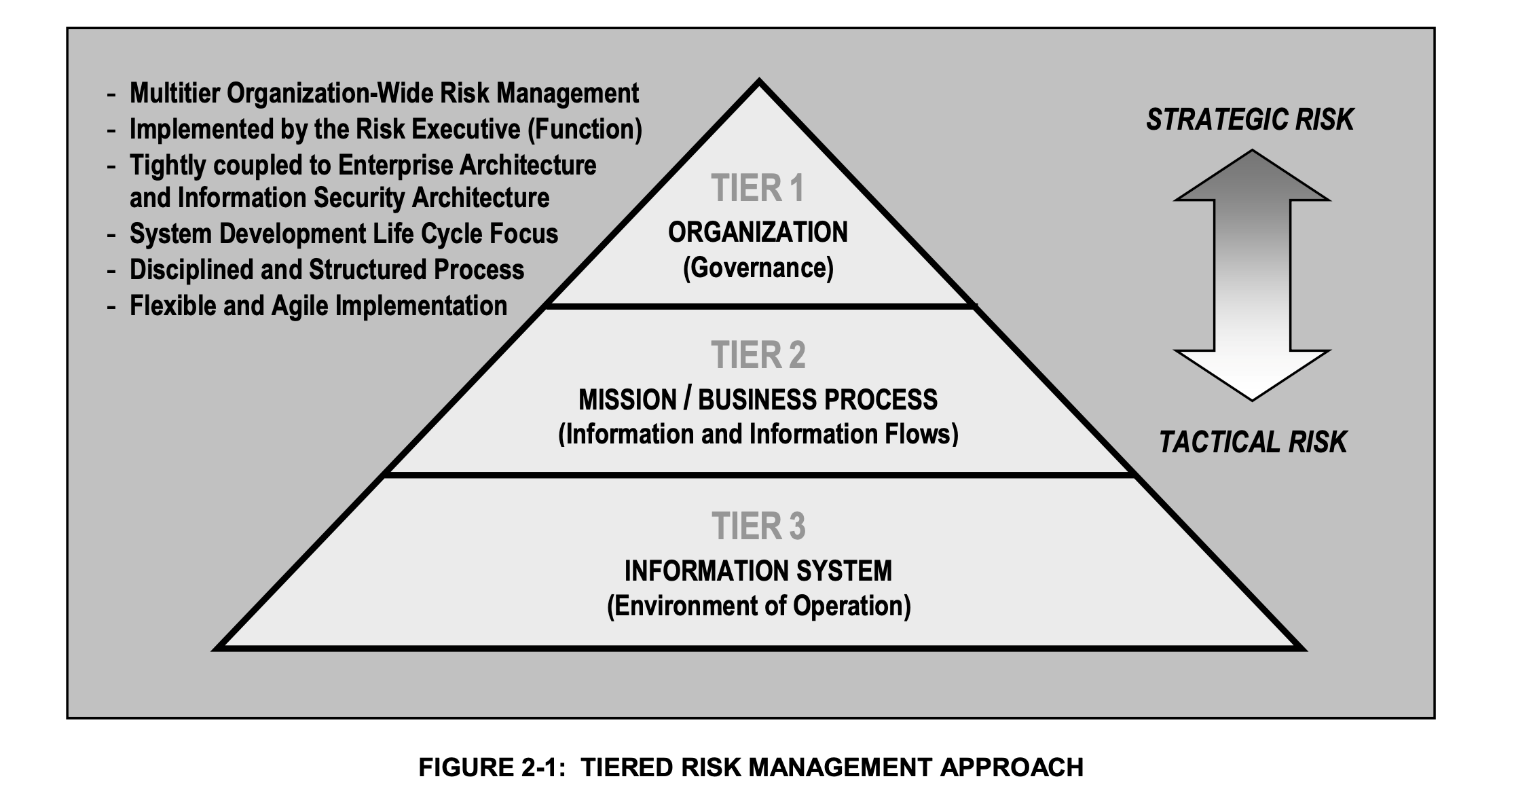 - Multitier Organization-Wide Risk Management
- Implemented by the Risk Executive (Function)
- Tightly coupled to Enterprise Architecture
and Information Security Architecture
- System Development Life Cycle Focus
- Disciplined and Structured Process
- Flexible and Agile Implementation
TIER 1
ORGANIZATION
(Governance)
TIER 2
MISSION / BUSINESS PROCESS
(Information and Information Flows)
TIER 3
INFORMATION SYSTEM
(Environment of Operation)
STRATEGIC RISK
TACTICAL RISK
FIGURE 2-1: TIERED RISK MANAGEMENT APPROACH